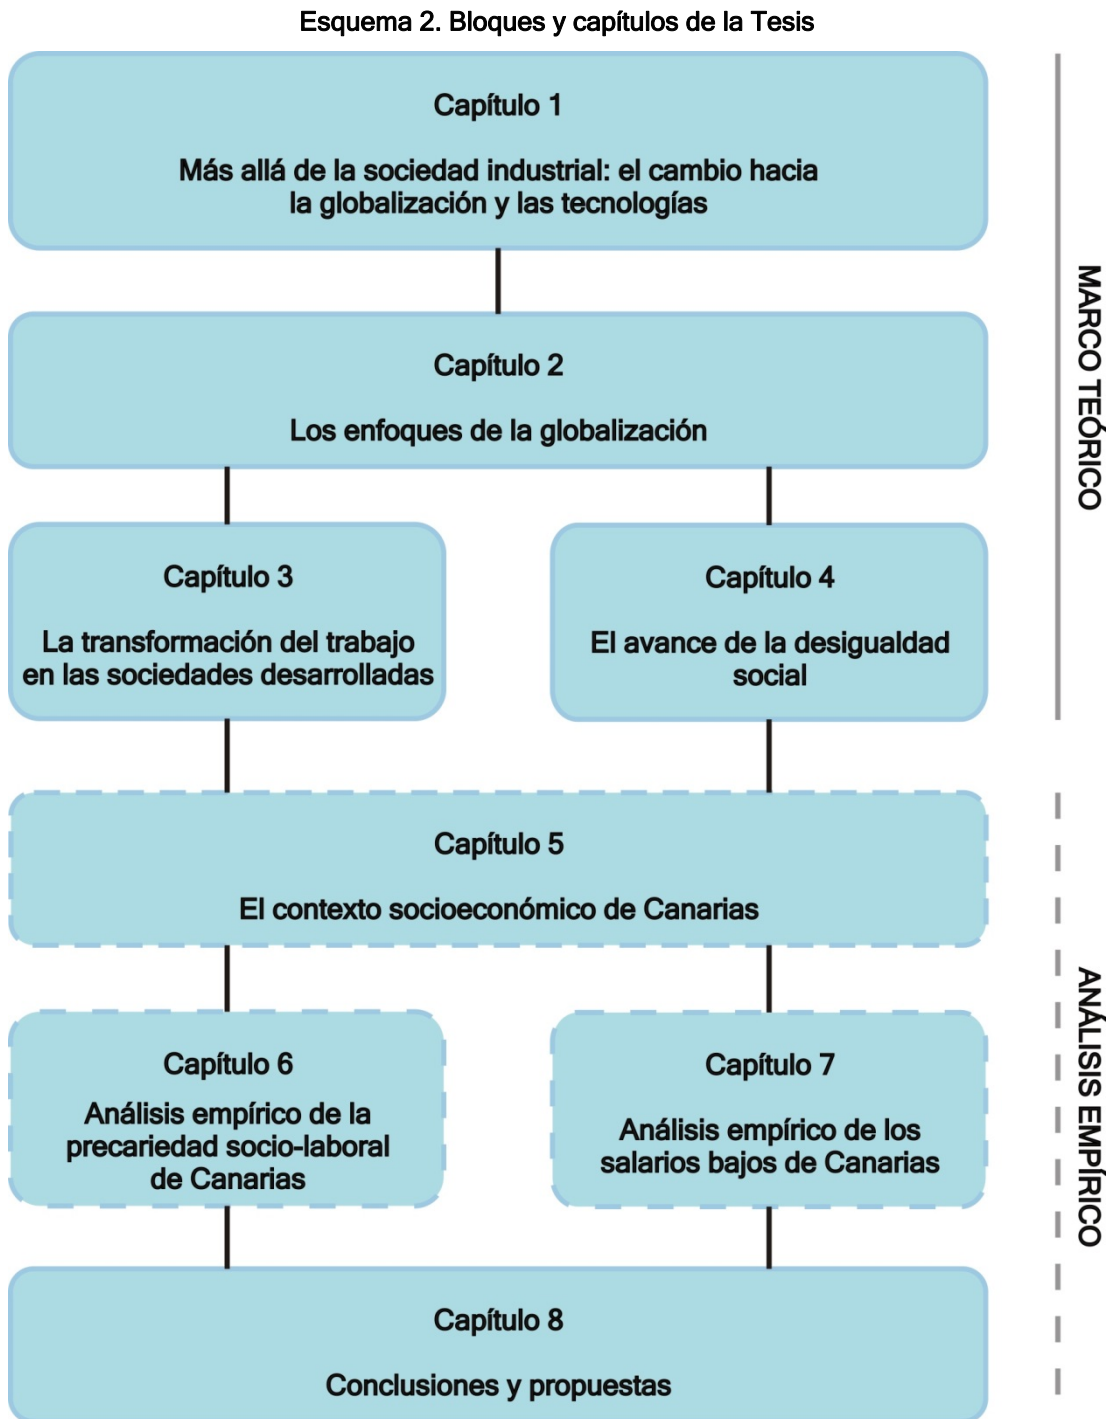 Esquema 2. Bloques y capítulos de la Tesis
Capítulo 1
Más allá de la sociedad industrial: el cambio hacia
la globalización y las tecnologías
Capítulo 2
Los enfoques de la globalización
Capítulo 3
La transformación del trabajo
en las sociedades desarrolladas
Capítulo 4
El avance de la desigualdad
social
MARCO TEÓRICO
Capítulo 5
El contexto socioeconómico de Canarias
Capítulo 6
Análisis empírico de la
precariedad socio-laboral
de Canarias
Capítulo 7
Análisis empírico de los
salarios bajos de Canarias
Capítulo 8
Conclusiones y propuestas
ANÁLISIS EMPÍRICO